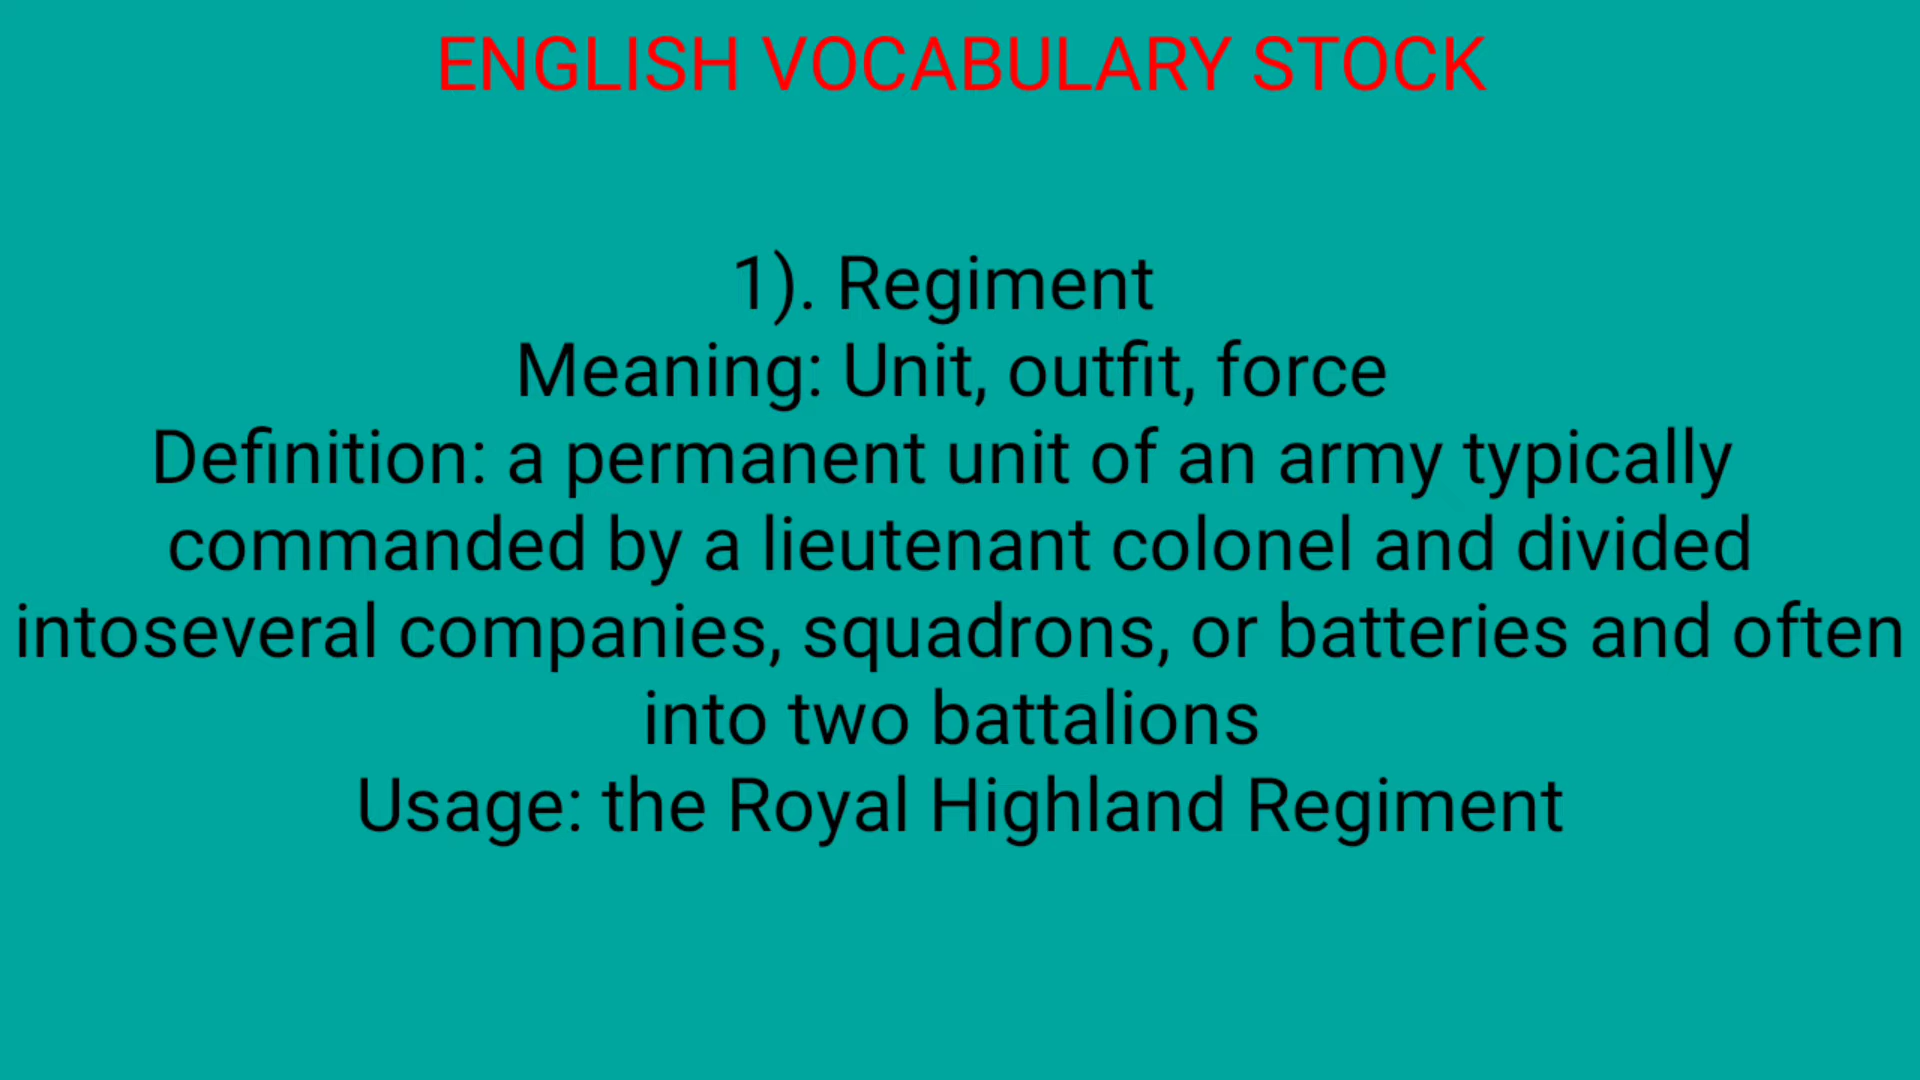 ENGLISH VOCABULARY STOCK
1). Regiment
Meaning: Unit, outfit, force
Definition: a permanent unit of an army typically
commanded by a lieutenant colonel and divided
intoseveral companies, squadrons, or batteries and often
into two battalions
Usage: the Royal Highland Regiment